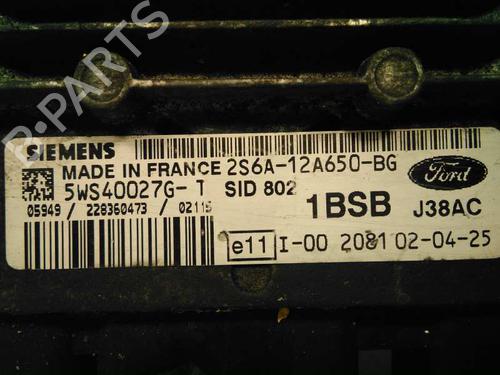 B-PARTS
SIEMENS
MADE IN FRANCE 2S6A-12A650-BG
5WS40027G-T SID 802
Ford
05949 / 228360473 / 02115
1BSB J38AC
e11 I-00 2081 02-04-25